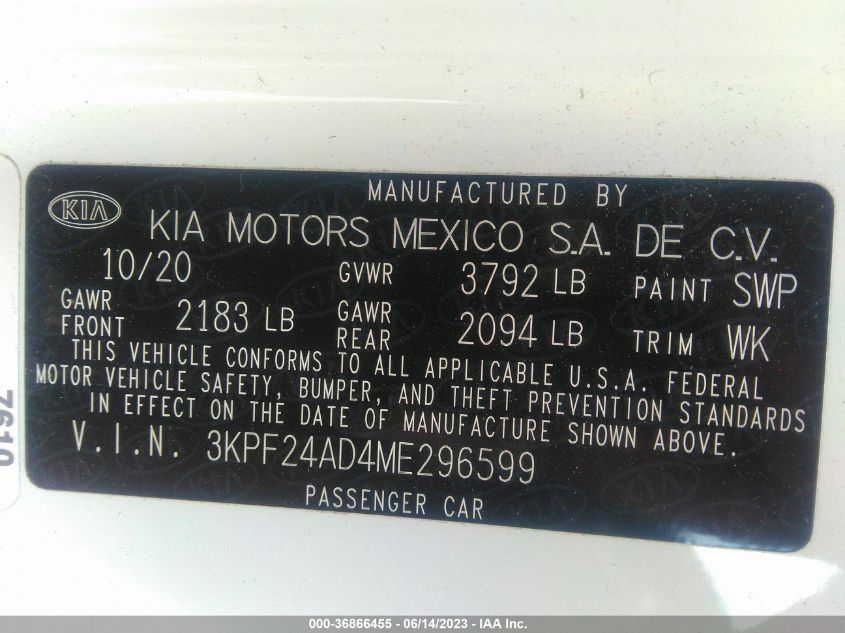 MANUFACTURED BY
KIA KIA MOTORS MEXICO S.A. DE C.V.
10/20 GVWR 3792 LB PAINT SWP
GAWR FRONT 2183 LB GAWR REAR 2094 LB TRIM WK
THIS VEHICLE CONFORMS TO ALL APPLICABLE U.S.A. FEDERAL
MOTOR VEHICLE SAFETY, BUMPER, AND THEFT PREVENTION STANDARDS
IN EFFECT ON THE DATE OF MANUFACTURE SHOWN ABOVE.
V.I.N. 3KPF24AD4ME296599
PASSENGER CAR
7610
000-36866455 - 06/14/2023 - IAA Inc.